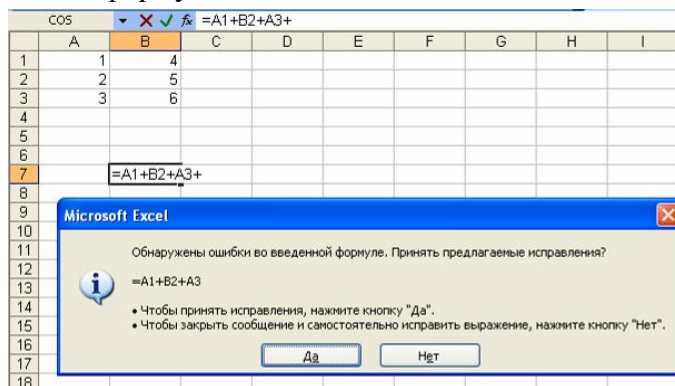 COS fx =A1+B2+A3+
A B C D E F G H I
1 1 4
2 2 5
3 3 6
4
5
6
7 =A1+B2+A3+
8
9
10
11
12
13
14
15
16
17
18
Microsoft Excel
Обнаружены ошибки во введенной формуле. Принять предлагаемые исправления?
=A1+B2+A3
• Чтобы принять исправления, нажмите кнопку "Да".
• Чтобы закрыть сообщение и самостоятельно исправить выражение, нажмите кнопку "Нет".
Да Нет